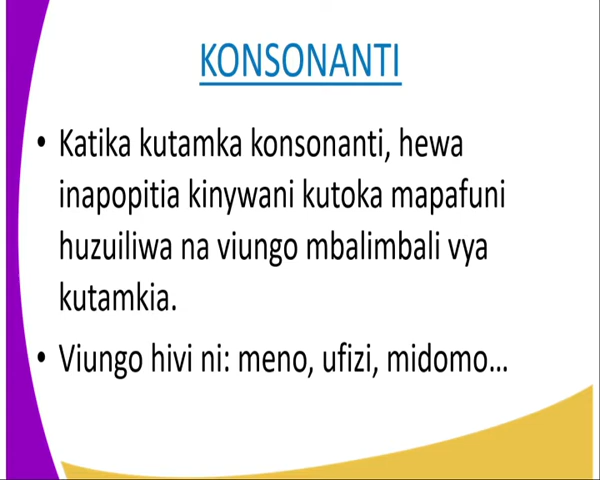 KONSONANTI
• Katika kutamka konsonanti, hewa
inapopitia kinywani kutoka mapafuni
huzuiliwa na viungo mbalimbali vya
kutamkia.
• Viungo hivi ni: meno, ufizi, midomo...